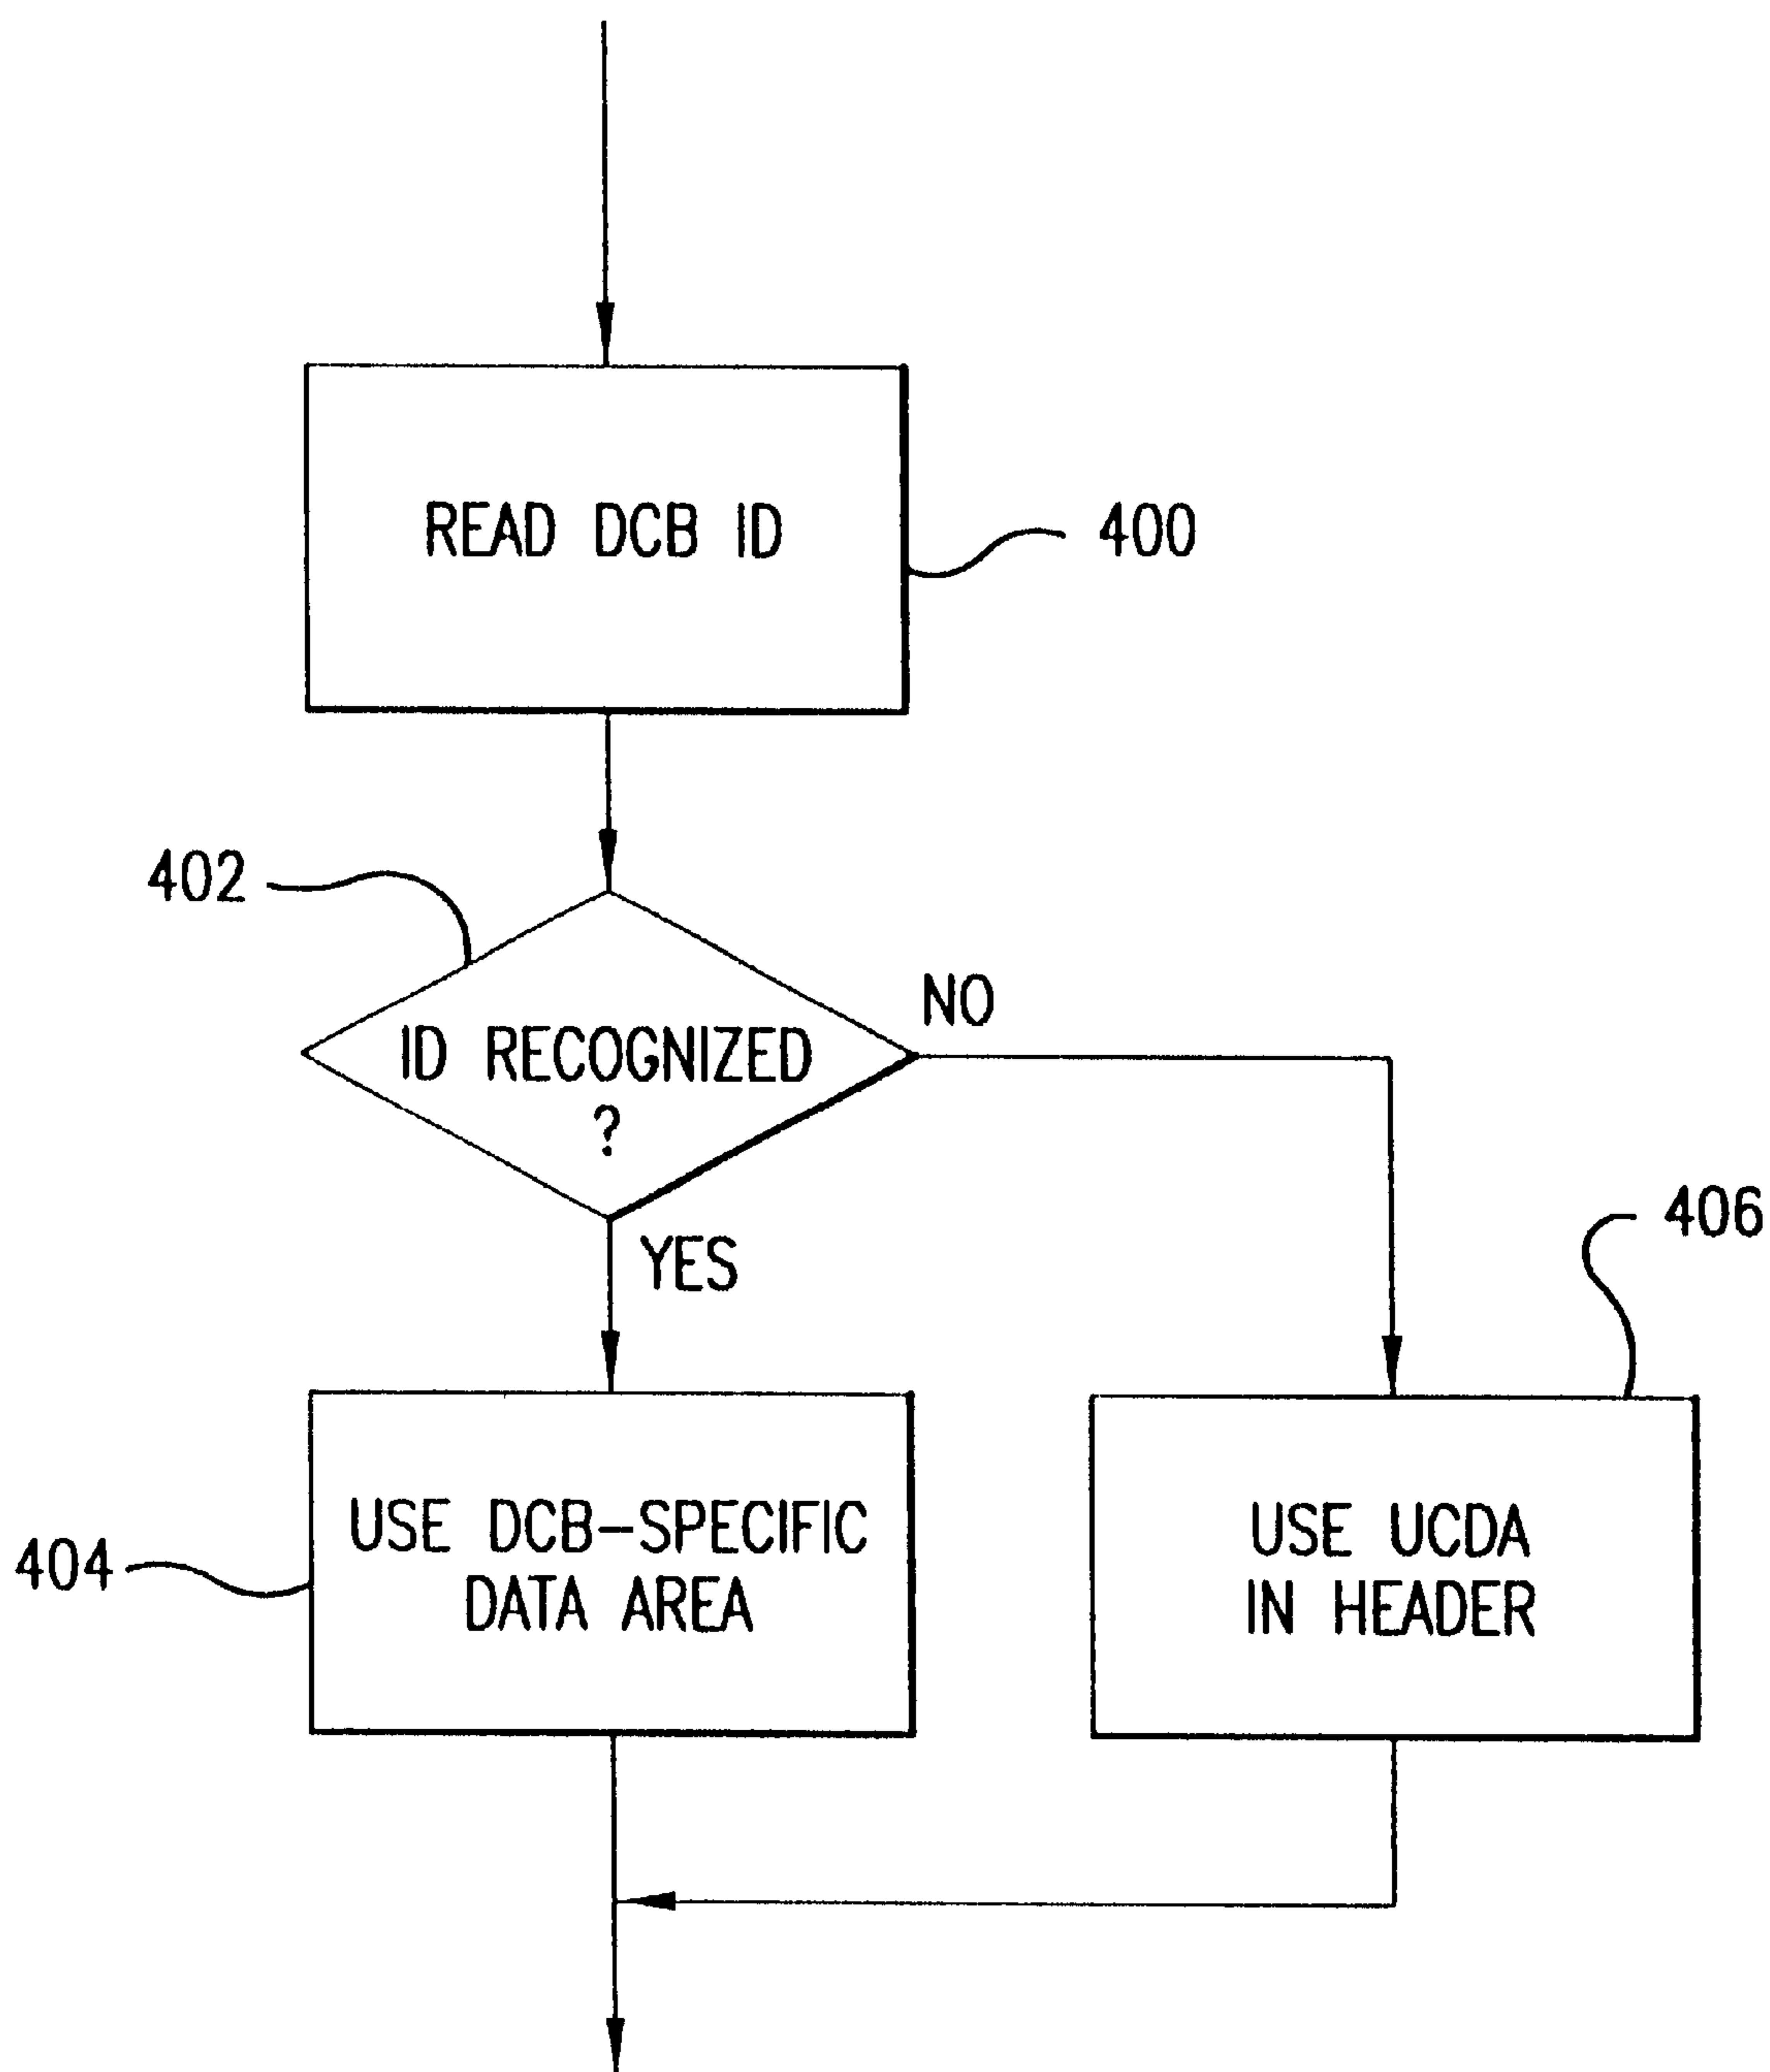 READ DCB ID
400
402
NO
ID RECOGNIZED
?
YES
406
USE DCB-SPECIFIC
DATA AREA
404
USE UCDA
IN HEADER